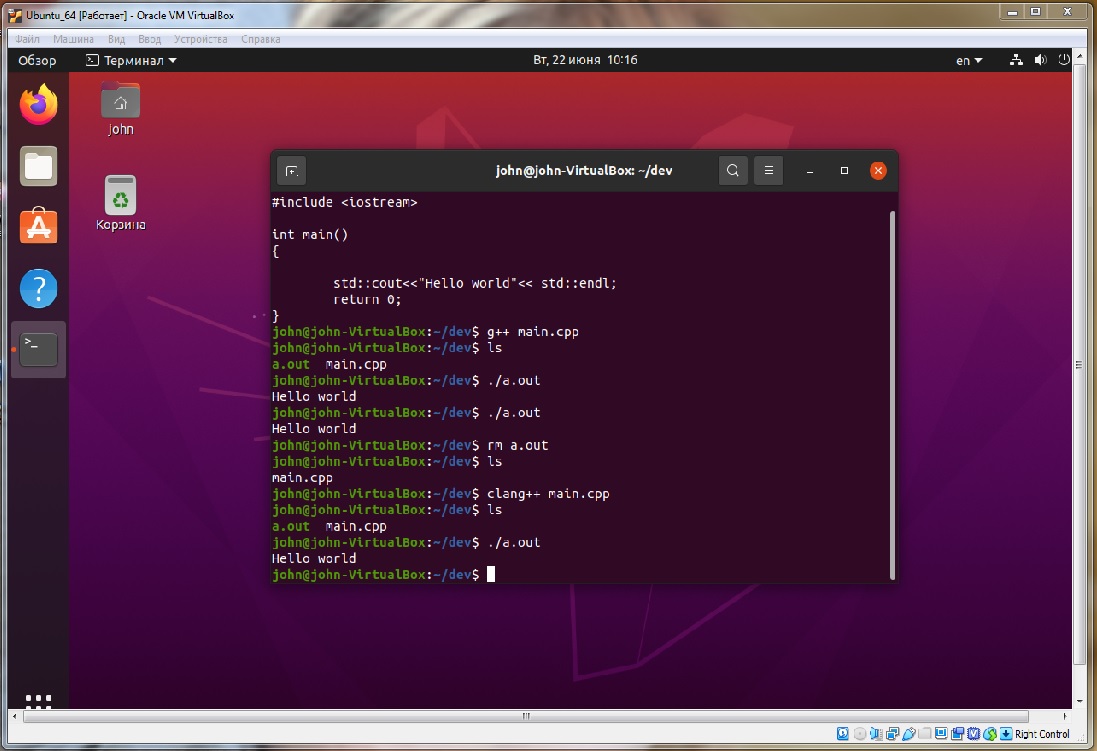 Ubuntu_64 [Работает] - Oracle VM VirtualBox
Файл Машина Вид Ввод Устройства Справка
Обзор Терминал Вт, 22 июня 10:16 en
john
Корзина
john@john-VirtualBox: ~/dev
#include <iostream>
int main()
{
std::cout<<"Hello world"<< std::endl;
return 0;
}
john@john-VirtualBox:~/dev$ g++ main.cpp
john@john-VirtualBox:~/dev$ ls
a.out main.cpp
john@john-VirtualBox:~/dev$ ./a.out
Hello world
john@john-VirtualBox:~/dev$ ./a.out
Hello world
john@john-VirtualBox:~/dev$ rm a.out
john@john-VirtualBox:~/dev$ ls
main.cpp
john@john-VirtualBox:~/dev$ clang++ main.cpp
john@john-VirtualBox:~/dev$ ls
a.out main.cpp
john@john-VirtualBox:~/dev$ ./a.out
Hello world
john@john-VirtualBox:~/dev$
Right Control